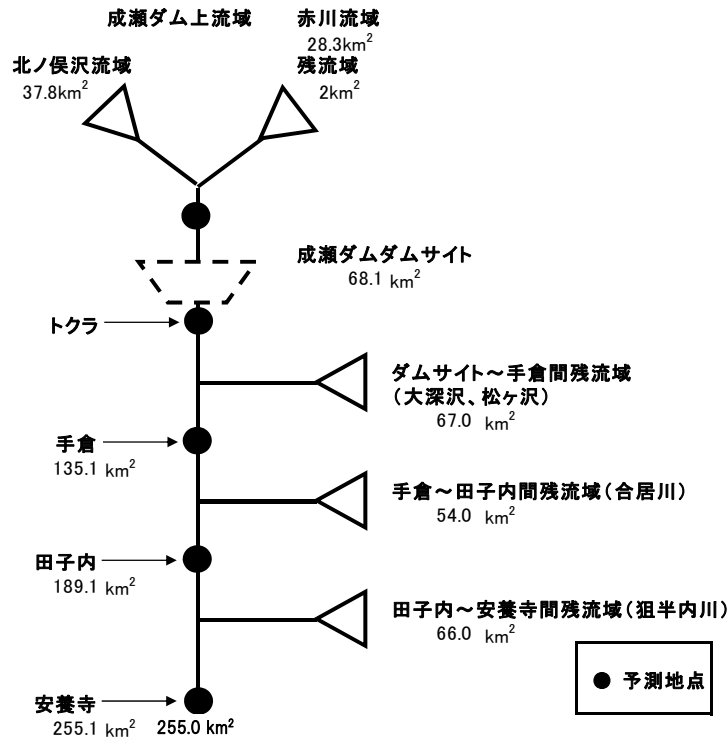 成瀬ダム上流域
赤川流域
28.3km²
北ノ俣沢流域
37.8km²
残流域
2km²
成瀬ダムダムサイト
68.1 km²
トクラ
ダムサイト～手倉間残流域
（大深沢、松ヶ沢）
67.0 km²
手倉
135.1 km²
手倉～田子内間残流域（合居川）
54.0 km²
田子内
189.1 km²
田子内～安養寺間残流域（狙半内川）
66.0 km²
●予測地点
安養寺
255.1 km² 255.0 km²